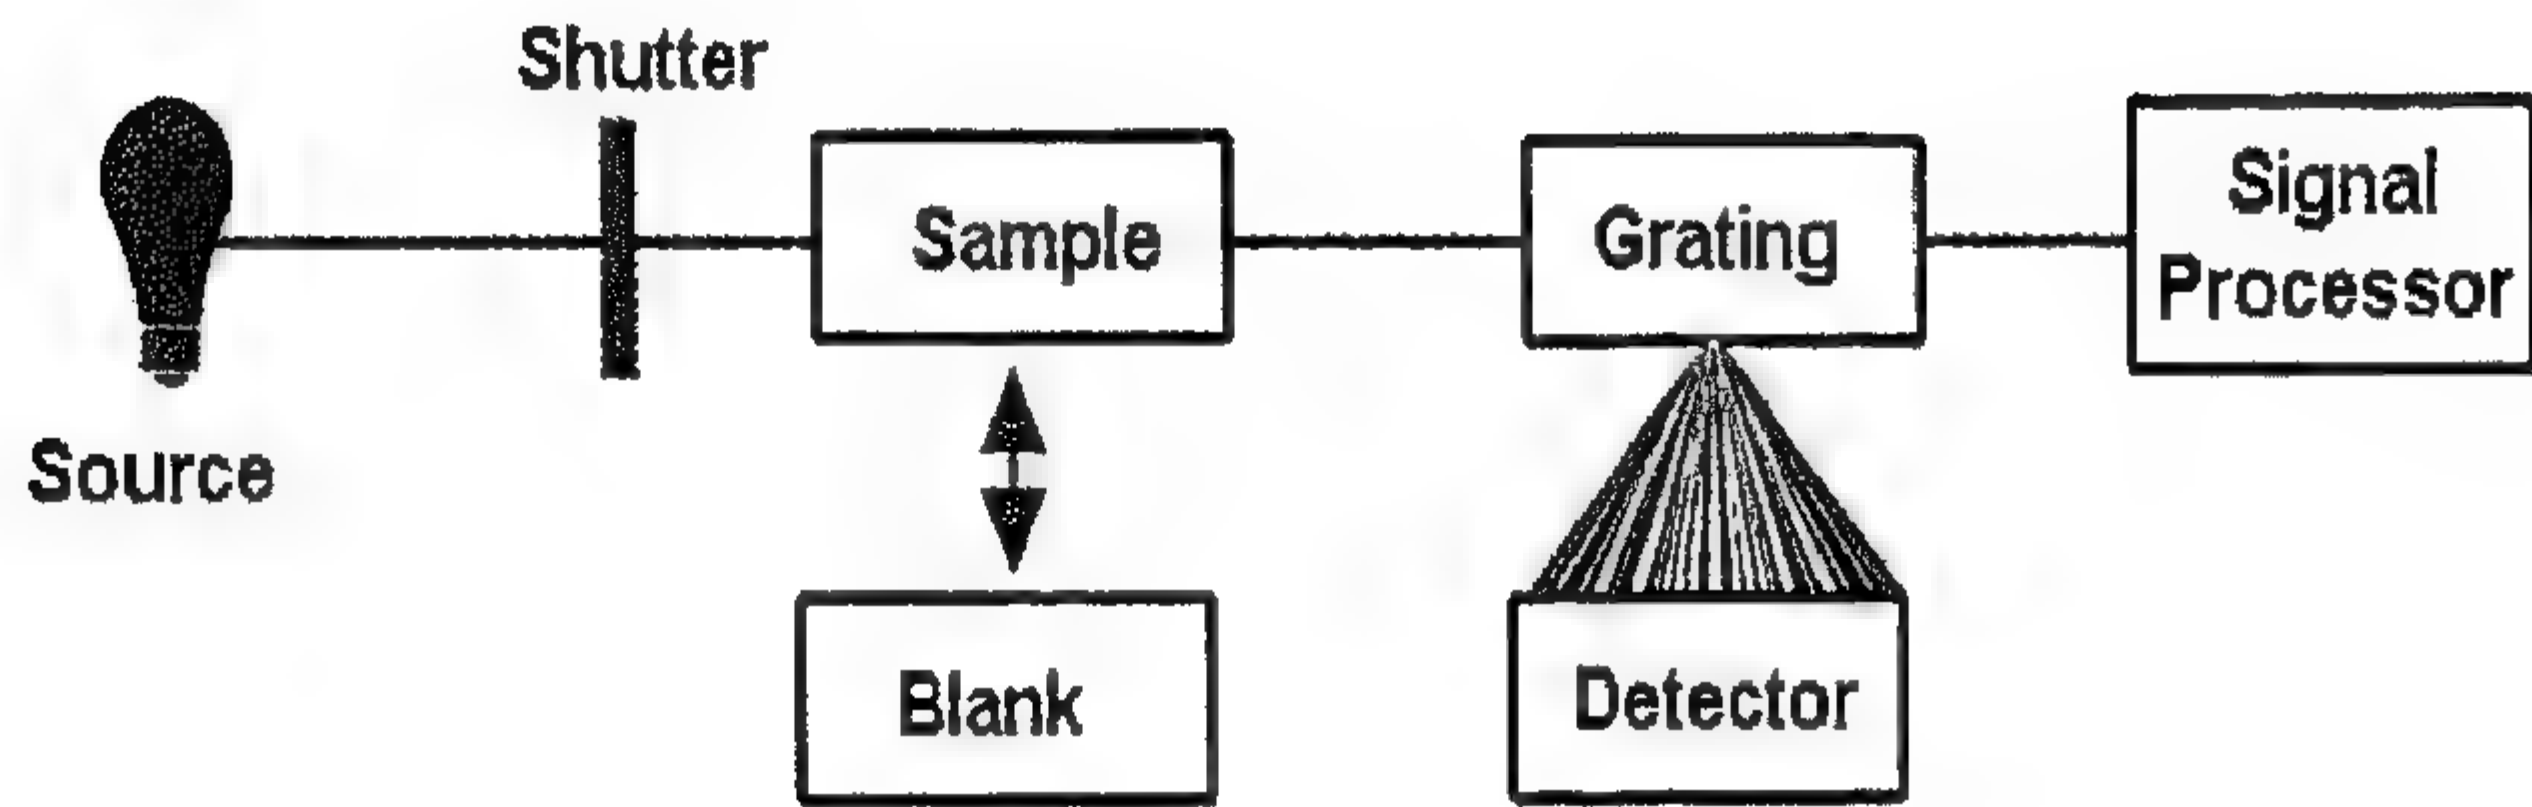 Shutter
Source
Sample
Blank
Grating
Detector
Signal
Processor